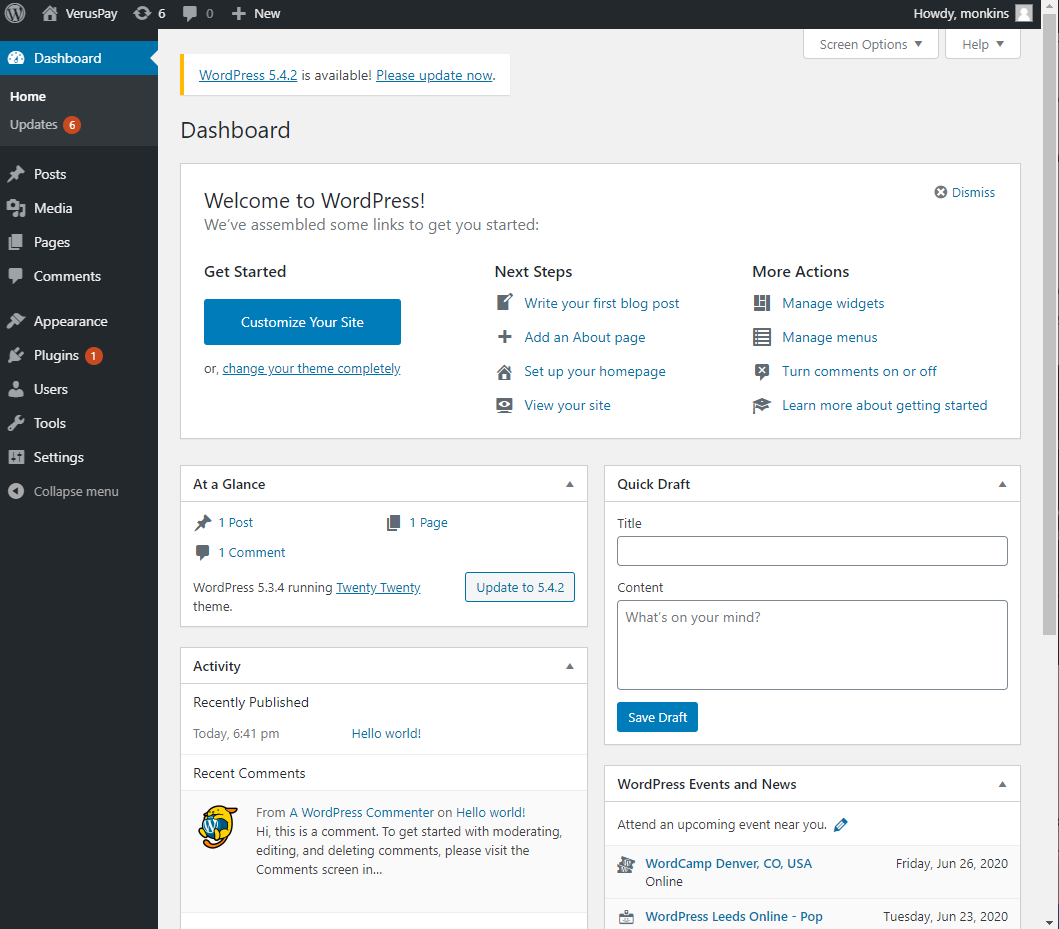 VerusPay 6 0 New Howdy, monkins
Dashboard
Home
Updates 6
Posts
Media
Pages
Comments
Appearance
Plugins 1
Users
Tools
Settings
Collapse menu
Screen Options Help
WordPress 5.4.2 is available! Please update now.
Dashboard
Welcome to WordPress!
We've assembled some links to get you started:
Dismiss
Get Started
Customize Your Site
or, change your theme completely
Next Steps
Write your first blog post
Add an About page
Set up your homepage
View your site
More Actions
Manage widgets
Manage menus
Turn comments on or off
Learn more about getting started
At a Glance
1 Post 1 Page
1 Comment
WordPress 5.3.4 running Twenty Twenty
theme.
Update to 5.4.2
Activity
Recently Published
Today, 6:41 pm Hello world!
Recent Comments
From A WordPress Commenter on Hello world!
Hi, this is a comment. To get started with moderating,
editing, and deleting comments, please visit the
Comments screen in…
Quick Draft
Title
Content
What's on your mind?
Save Draft
WordPress Events and News
Attend an upcoming event near you.
WordCamp Denver, CO, USA Friday, Jun 26, 2020
Online
WordPress Leeds Online - Pop Tuesday, Jun 23, 2020